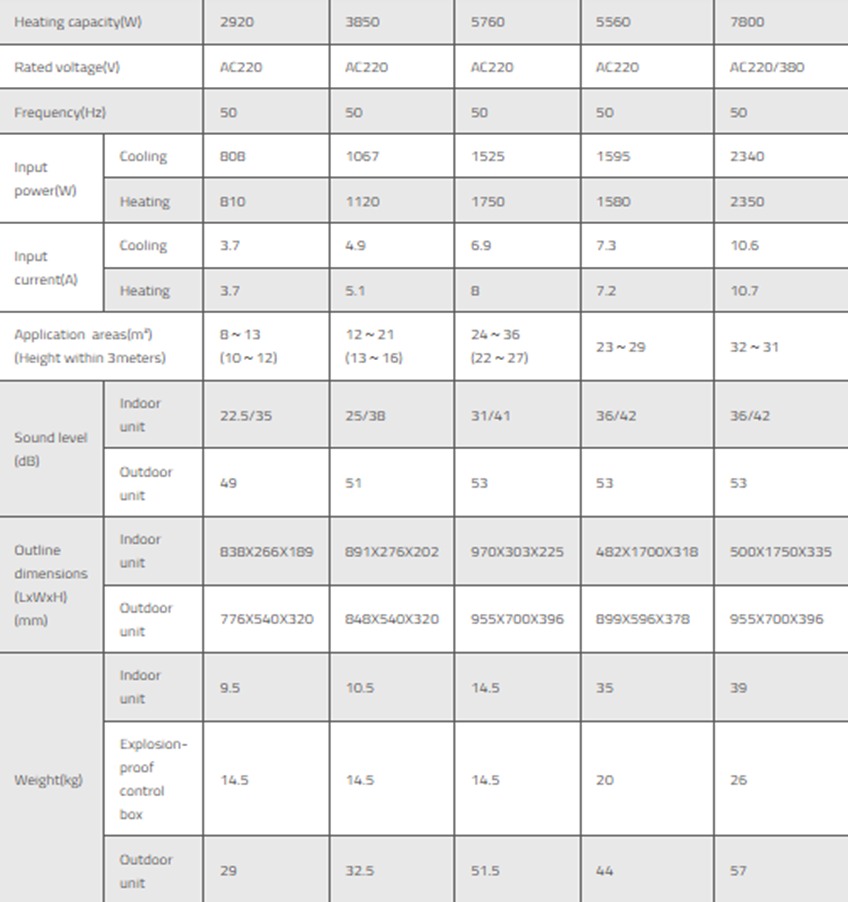 Heating capacity(W) 2920 3850 5760 5560 7800
Rated voltage(V) AC220 AC220 AC220 AC220 AC220/380
Frequency(Hz) 50 50 50 50 50
Input
power(W)
Cooling 808 1067 1525 1595 2340
Heating 810 1120 1750 1580 2350
Input
current(A)
Cooling 3.7 4.9 6.9 7.3 10.6
Heating 3.7 5.1 8 7.2 10.7
Application areas(m²)
(Height within 3meters)
8~13
(10~12)
12~21
(13~16)
24~36
(22~27)
23~29
32~31
Sound level
(dB)
Indoor
unit
22.5/35 25/38 31/41 36/42 36/42
Outdoor
unit
49 51 53 53 53
Outline
dimensions
(LxWxH)
(mm)
Indoor
unit
838X266X189 891X276X202 970X303X225 482X1700X318 500X1750X335
Outdoor
unit
776X540X320 848X540X320 955X700X396 899X596X378 955X700X396
Weight(kg)
Indoor
unit
9.5 10.5 14.5 35 39
Explosion-
proof
control
box
14.5 14.5 14.5 20 26
Outdoor
unit
29 32.5 51.5 44 57